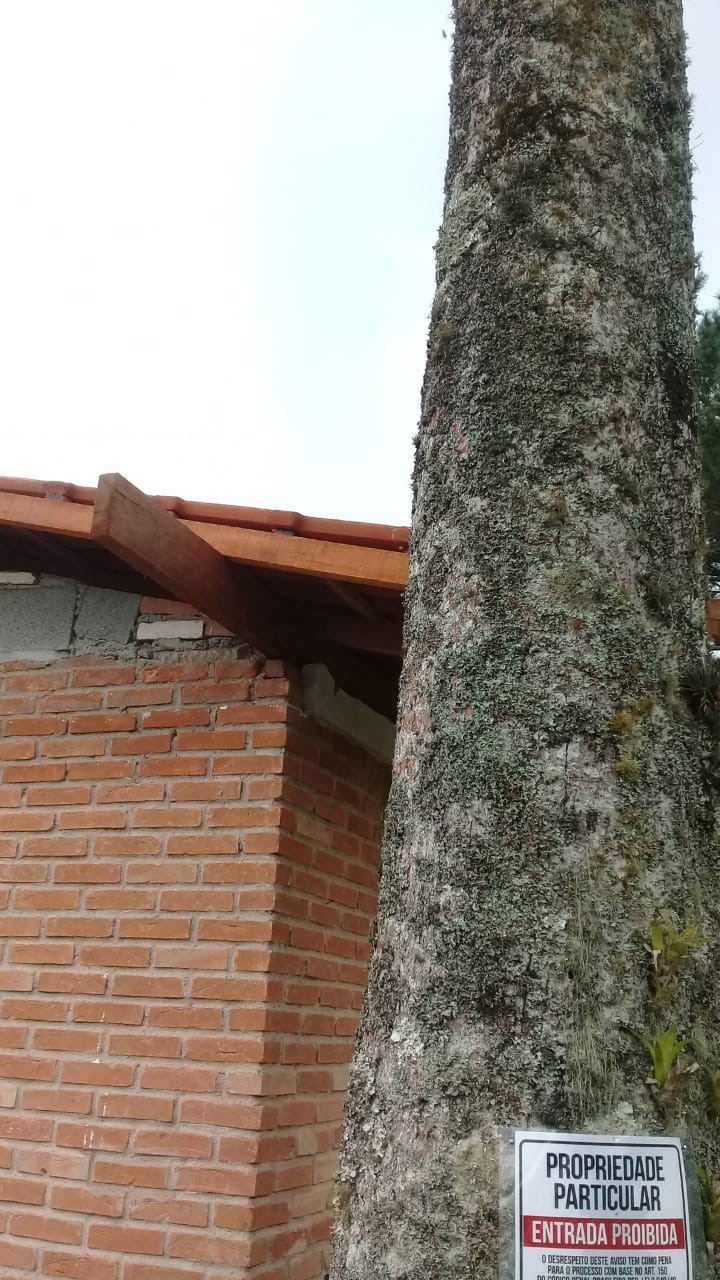 PROPRIEDADE
PARTICULAR
ENTRADA PROIBIDA
O DESRESPEITO DESTE AVISO TEM COMO PENA
PARA O PROCESSO COM BASE NO ART. 150